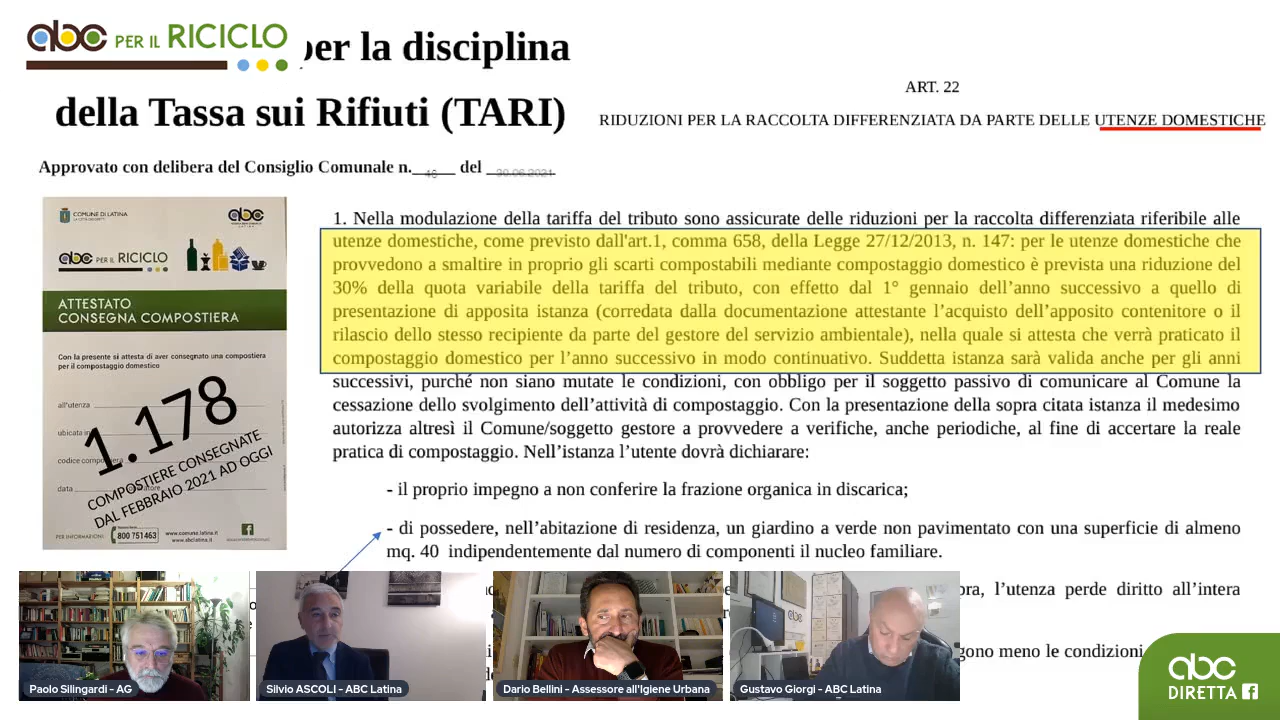 abc PER IL RICICLO
per la disciplina
della Tassa sui Rifiuti (TARI)
Approvato con delibera del Consiglio Comunale n. 46 del 30.06.2021
ART. 22
RIDUZIONI PER LA RACCOLTA DIFFERENZIATA DA PARTE DELLE UTENZE DOMESTICHE
COMUNE DI LATINA
abc
LATINA
abc PER IL RICICLO
ATTESTATO
CONSEGNA COMPOSTIERA
Con la presente si attesta di aver consegnato una compostiera
per il compostaggio domestico
all'utenza
ubicata in
codice compostiera
data
1.178
COMPOSTIERE CONSEGNATE
DAL FEBBRAIO 2021 AD OGGI
PER INFORMAZIONI:
800 751463
www.comune.latina.it
www.abclatina.it
1. Nella modulazione della tariffa del tributo sono assicurate delle riduzioni per la raccolta differenziata riferibile alle
utenze domestiche, come previsto dall'art.1, comma 658, della Legge 27/12/2013, n. 147: per le utenze domestiche che
provvedono a smaltire in proprio gli scarti compostabili mediante compostaggio domestico è prevista una riduzione del
30% della quota variabile della tariffa del tributo, con effetto dal 1° gennaio dell’anno successivo a quello di
presentazione di apposita istanza (corredata dalla documentazione attestante l’acquisto dell’apposito contenitore o il
rilascio dello stesso recipiente da parte del gestore del servizio ambientale), nella quale si attesta che verrà praticato il
compostaggio domestico per l’anno successivo in modo continuativo. Suddetta istanza sarà valida anche per gli anni
successivi, purché non siano mutate le condizioni, con obbligo per il soggetto passivo di comunicare al Comune la
cessazione dello svolgimento dell’attività di compostaggio. Con la presentazione della sopra citata istanza il medesimo
autorizza altresì il Comune/soggetto gestore a provvedere a verifiche, anche periodiche, al fine di accertare la reale
pratica di compostaggio. Nell’istanza l’utente dovrà dichiarare:
- il proprio impegno a non conferire la frazione organica in discarica;
- di possedere, nell’abitazione di residenza, un giardino a verde non pavimentato con una superficie di almeno
mq. 40 indipendentemente dal numero di componenti il nucleo familiare.
l’utenza perde diritto all’intera
meno le condizioni
Paolo Silingardi - AG
Silvio ASCOLI - ABC Latina
Dario Bellini - Assessore all'Igiene Urbana
Gustavo Giorgi - ABC Latina
abc
DIRETTA